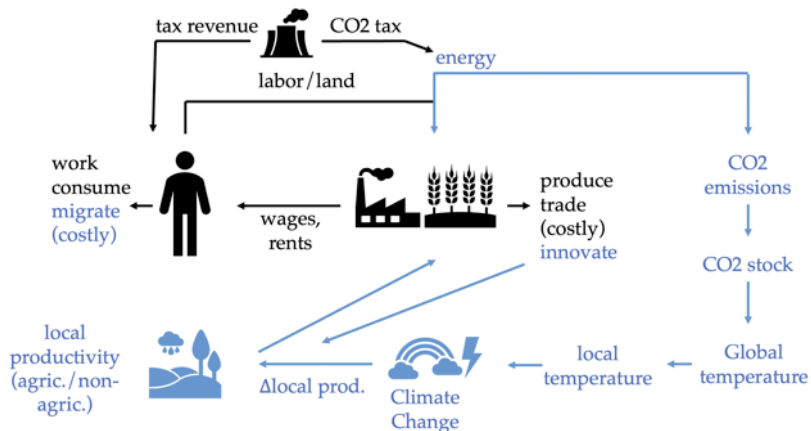 tax revenue
CO2 tax
energy
labor/land
work
consume
migrate
(costly)
wages,
rents
produce
trade
(costly)
innovate
CO2
emissions
CO2 stock
local
productivity
(agric./non-
agric.)
Δlocal prod.
Climate
Change
local
temperature
Global
temperature